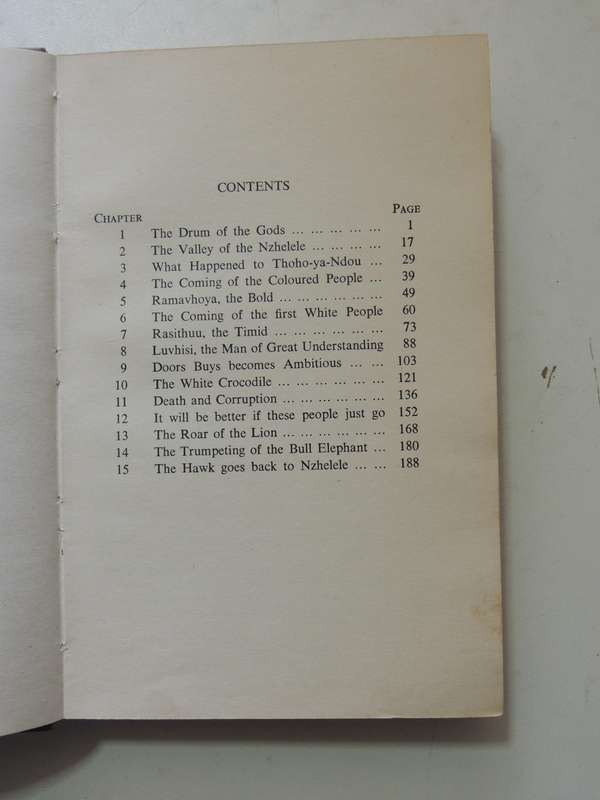 CONTENTS
CHAPTER PAGE
1 The Drum of the Gods ... ... ... ... ... 1
2 The Valley of the Nzhelele ... ... ... ... 17
3 What Happened to Thoho-ya-Ndou ... 29
4 The Coming of the Coloured People ... 39
5 Ramavhoya, the Bold ... ... ... ... ... ... 49
6 The Coming of the first White People 60
7 Rasithuu, the Timid ... ... ... ... ... ... 73
8 Luvhisi, the Man of Great Understanding 88
9 Doors Buys becomes Ambitious ... ... 103
10 The White Crocodile ... ... ... ... ... ... 121
11 Death and Corruption ... ... ... ... ... ... 136
12 It will be better if these people just go 152
13 The Roar of the Lion ... ... ... ... ... ... 168
14 The Trumpeting of the Bull Elephant ... 180
15 The Hawk goes back to Nzhelele ... ... 188